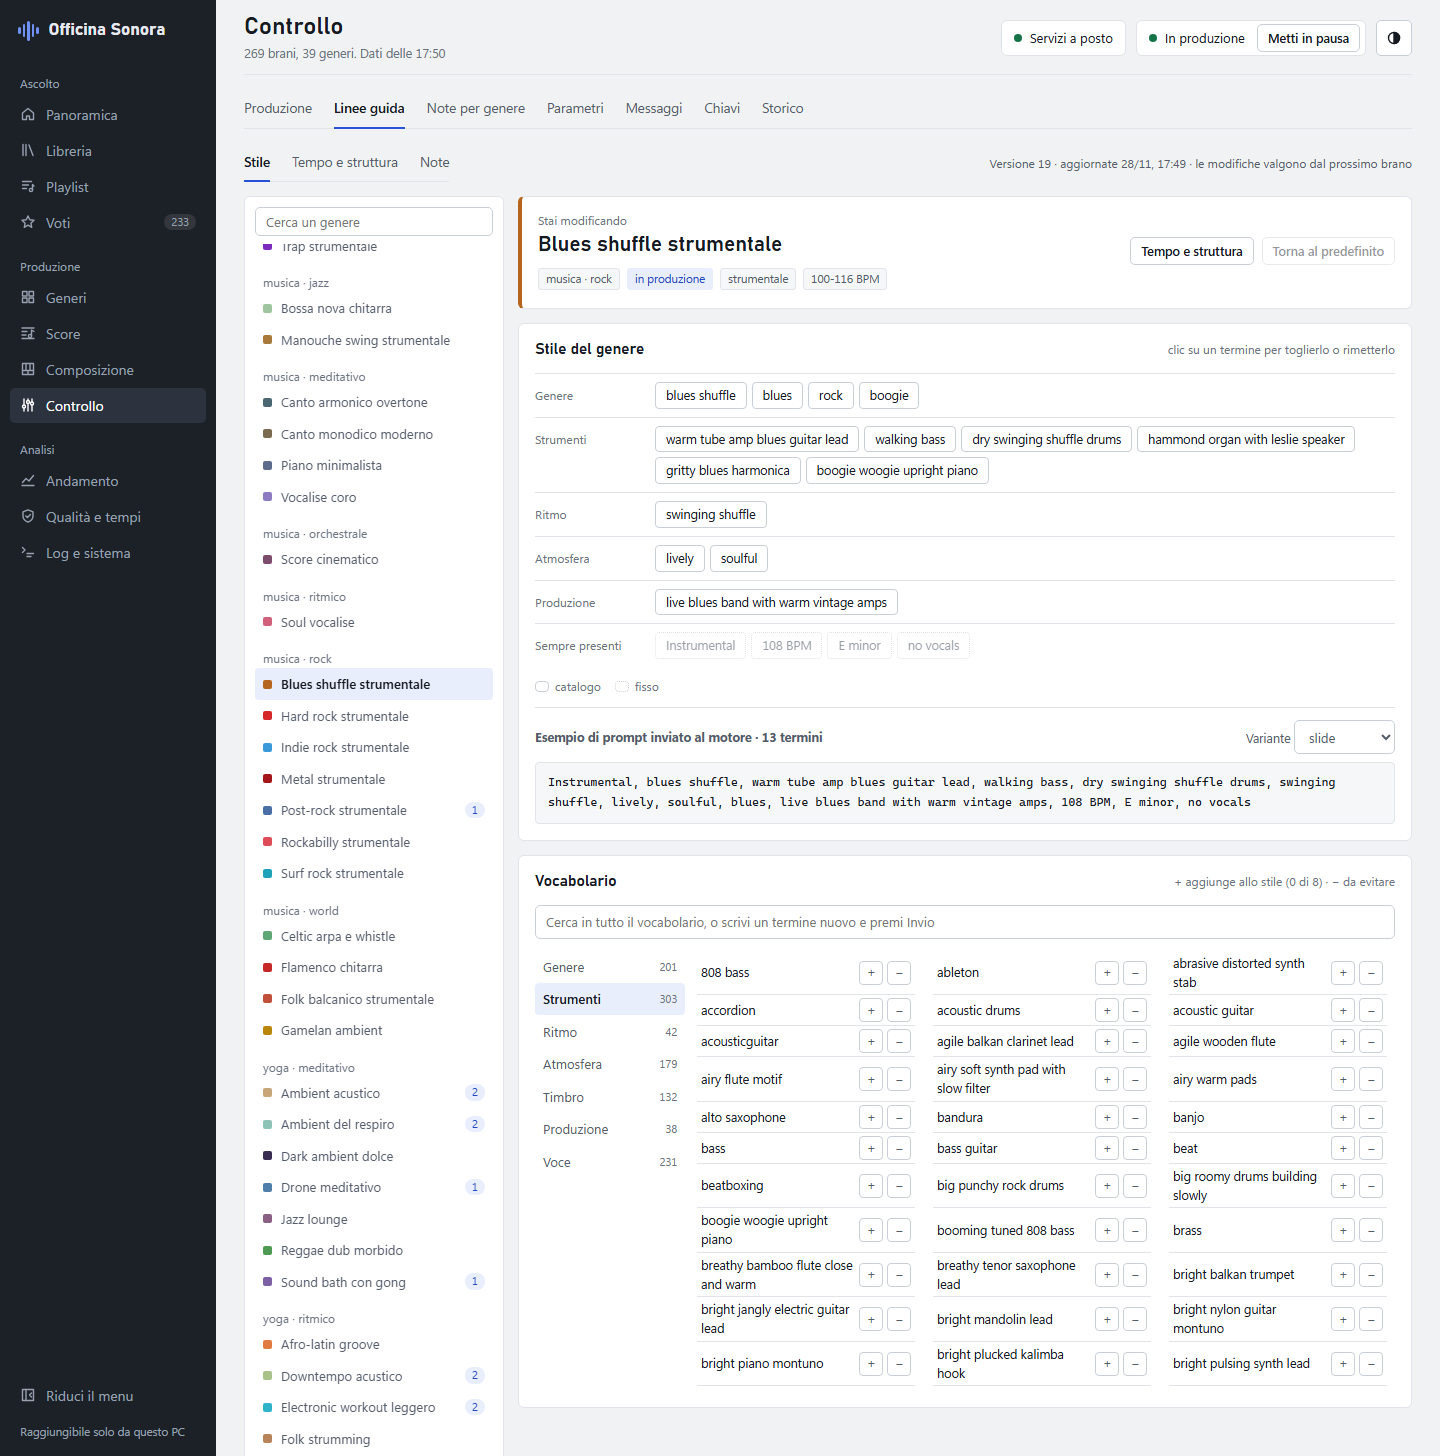 Officina Sonora
Ascolto
Panoramica
Libreria
Playlist
Voti 233
Produzione
Generi
Score
Composizione
Controllo
Analisi
Andamento
Qualità e tempi
Log e sistema
Riduci il menu
Raggiungibile solo da questo PC
Controllo
269 brani, 39 generi. Dati delle 17:50
Servizi a posto
In produzione Metti in pausa
Produzione Linee guida Note per genere Parametri Messaggi Chiavi Storico
Stile Tempo e struttura Note
Versione 19 · aggiornate 28/11, 17:49 · le modifiche valgono dal prossimo brano
Cerca un genere
Trap strumentale
musica · jazz
Bossa nova chitarra
Manouche swing strumentale
musica · meditativo
Canto armonico overtone
Canto monodico moderno
Piano minimalista
Vocalise coro
musica · orchestrale
Score cinematico
musica · ritmico
Soul vocalise
musica · rock
Blues shuffle strumentale
Hard rock strumentale
Indie rock strumentale
Metal strumentale
Post-rock strumentale 1
Rockabilly strumentale
Surf rock strumentale
musica · world
Celtic arpa e whistle
Flamenco chitarra
Folk balcanico strumentale
Gamelan ambient
yoga · meditativo
Ambient acustico 2
Ambient del respiro 2
Dark ambient dolce
Drone meditativo 1
Jazz lounge
Reggae dub morbido
Sound bath con gong 1
yoga · ritmico
Afro-latin groove
Downtempo acustico 2
Electronic workout leggero 2
Folk strumming
Stai modificando
Blues shuffle strumentale
musica · rock in produzione strumentale 100-116 BPM
Tempo e struttura Torna al predefinito
Stile del genere
clic su un termine per toglierlo o rimetterlo
Genere blues shuffle blues rock boogie
Strumenti warm tube amp blues guitar lead walking bass dry swinging shuffle drums hammond organ with leslie speaker
gritty blues harmonica boogie woogie upright piano
Ritmo swinging shuffle
Atmosfera lively soulful
Produzione live blues band with warm vintage amps
Sempre presenti Instrumental 108 BPM E minor no vocals
catalogo fisso
Esempio di prompt inviato al motore · 13 termini
Variante slide
Instrumental, blues shuffle, warm tube amp blues guitar lead, walking bass, dry swinging shuffle drums, swinging
shuffle, lively, soulful, blues, live blues band with warm vintage amps, 108 BPM, E minor, no vocals
Vocabolario
+ aggiunge allo stile (0 di 8) · − da evitare
Cerca in tutto il vocabolario, o scrivi un termine nuovo e premi Invio
Genere 201
Strumenti 303
Ritmo 42
Atmosfera 179
Timbro 132
Produzione 38
Voce 231
808 bass + − ableton + − abrasive distorted synth
stab + −
accordion + − acoustic drums + − acoustic guitar + −
acousticguitar + − agile balkan clarinet lead + − agile wooden flute + −
airy flute motif + − airy soft synth pad with
slow filter + − airy warm pads + −
alto saxophone + − bandura + − banjo + −
bass + − bass guitar + − beat + −
beatboxing + − big punchy rock drums + − big roomy drums building
slowly + −
boogie woogie upright
piano + − booming tuned 808 bass + − brass + −
breathy bamboo flute close
and warm + − breathy tenor saxophone
lead + − bright balkan trumpet + −
bright jangly electric guitar
lead + − bright mandolin lead + − bright nylon guitar
montuno + −
bright piano montuno + − bright plucked kalimba
hook + − bright pulsing synth lead + −